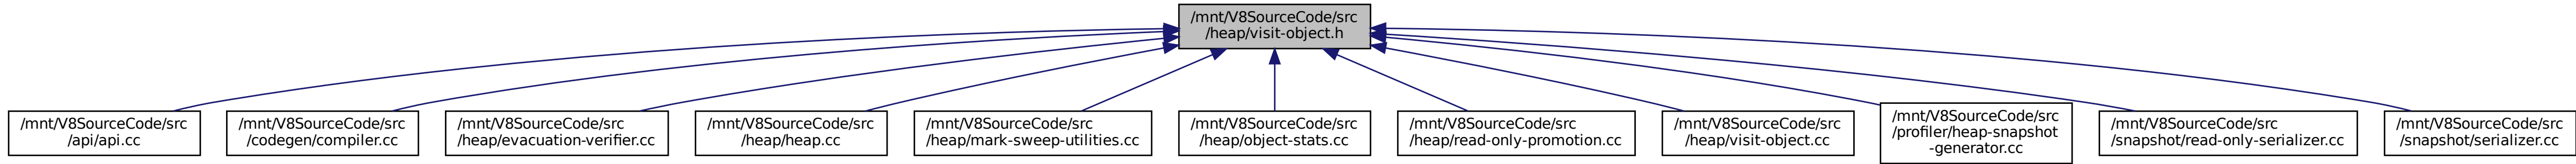 /mnt/V8SourceCode/src
/heap/visit-object.h
/mnt/V8SourceCode/src
/api/api.cc
/mnt/V8SourceCode/src
/codegen/compiler.cc
/mnt/V8SourceCode/src
/heap/evacuation-verifier.cc
/mnt/V8SourceCode/src
/heap/heap.cc
/mnt/V8SourceCode/src
/heap/mark-sweep-utilities.cc
/mnt/V8SourceCode/src
/heap/object-stats.cc
/mnt/V8SourceCode/src
/heap/read-only-promotion.cc
/mnt/V8SourceCode/src
/heap/visit-object.cc
/mnt/V8SourceCode/src
/profiler/heap-snapshot
-generator.cc
/mnt/V8SourceCode/src
/snapshot/read-only-serializer.cc
/mnt/V8SourceCode/src
/snapshot/serializer.cc